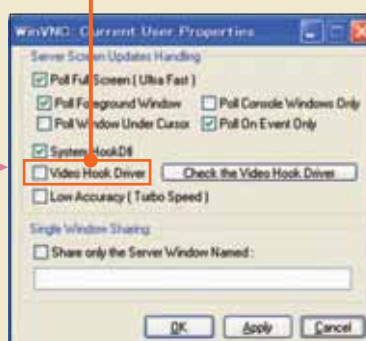 WinVNC: Current User Properties
Server Screen Updates Handling
Poll Full Screen ( Ultra Fast )
Poll Foreground Window Poll Console Windows Only
Poll Window Under Cursor Poll On Event Only
System HookDll
Video Hook Driver Check the Video Hook Driver
Low Accuracy ( Turbo Speed )
Single Window Sharing
Share only the Server Window Named :
OK Apply Cancel